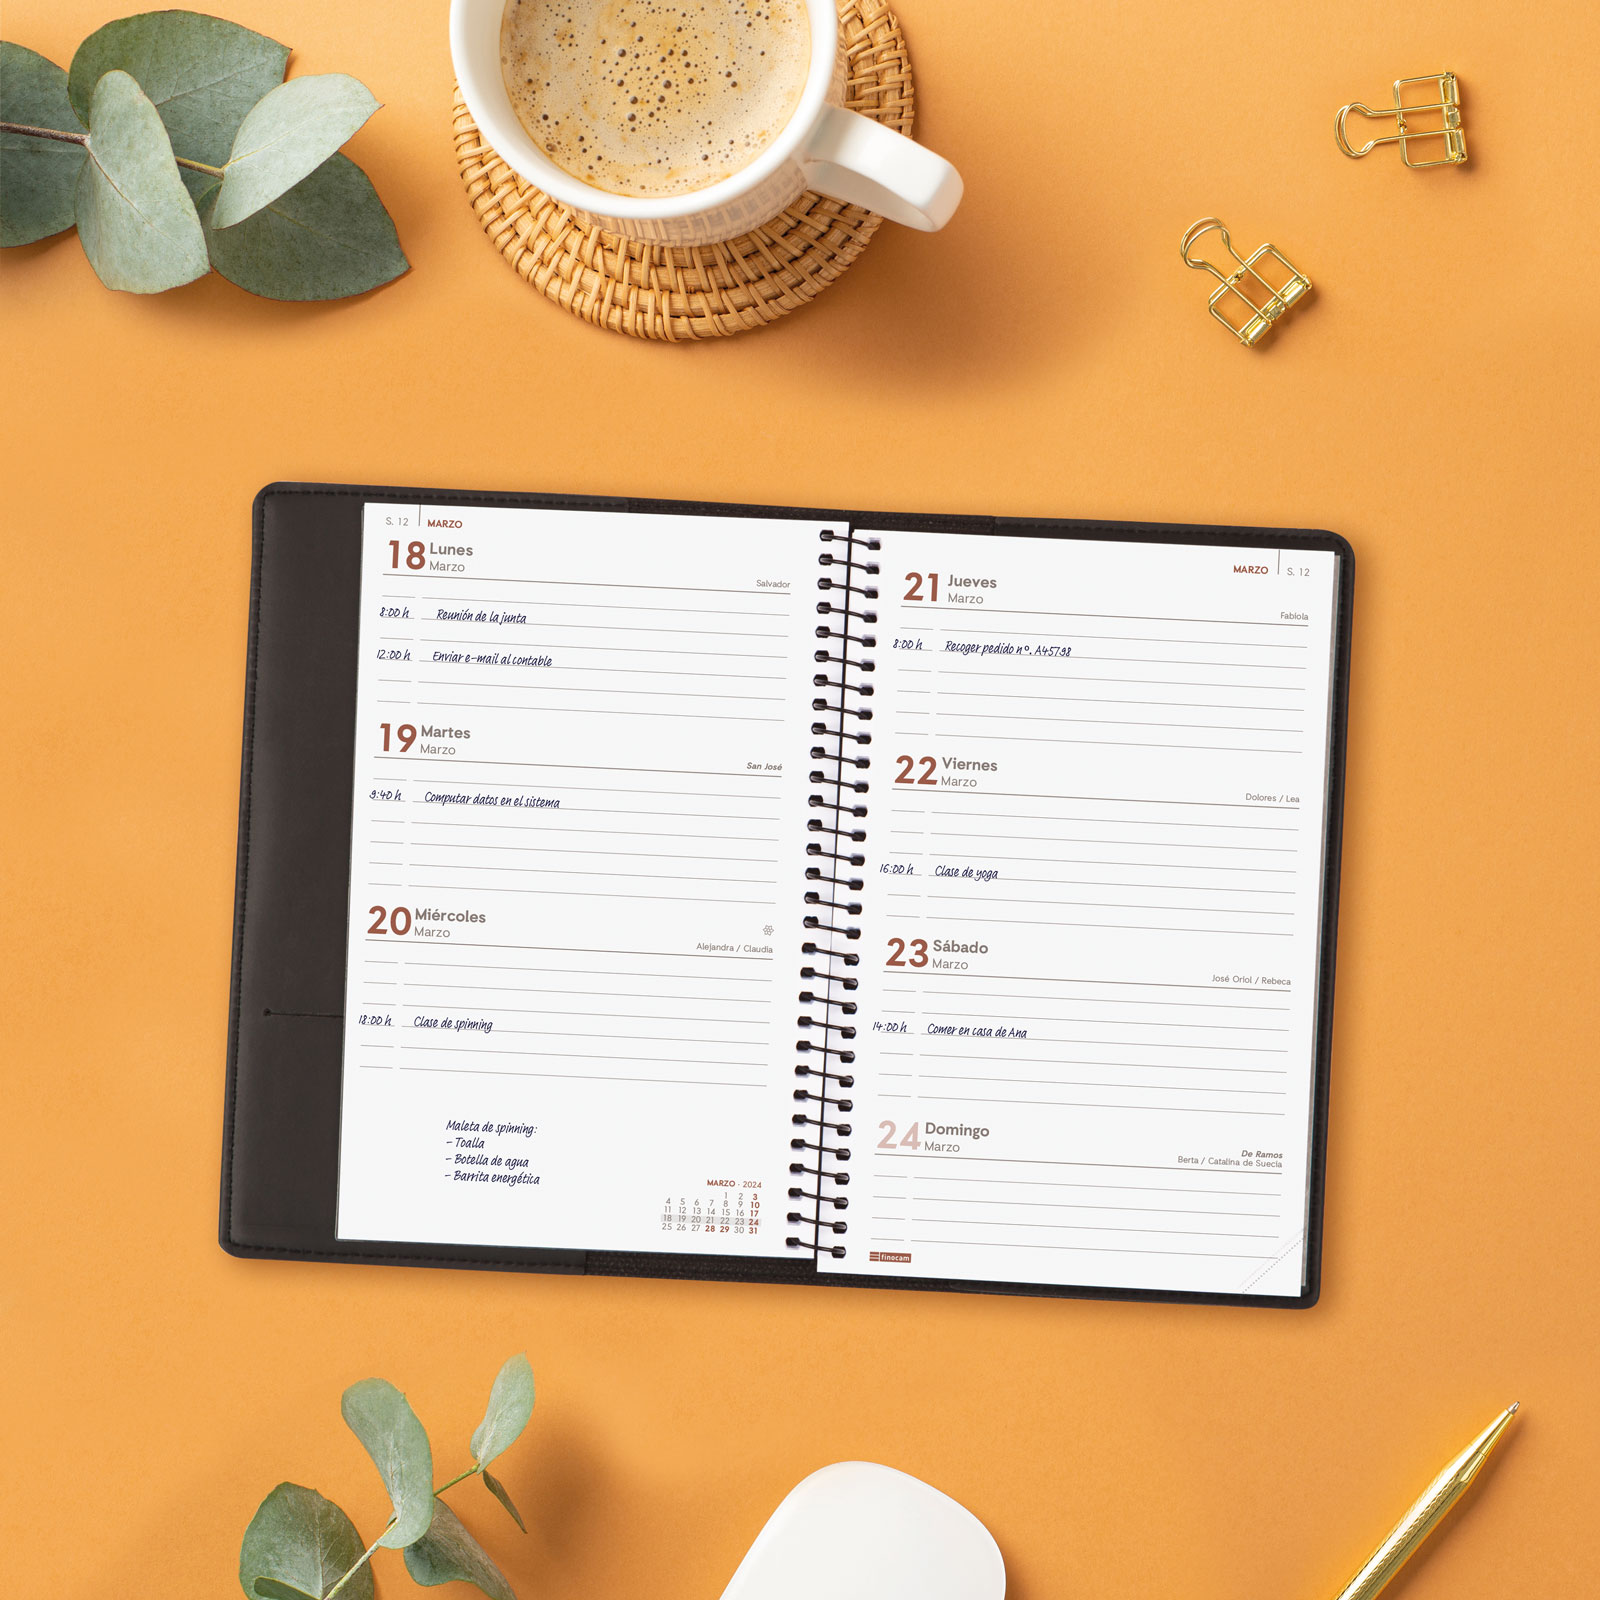 S. 12 MARZO
18 Lunes
Marzo
Salvador
8:00 h Reunión de la junta
12:00 h Enviar e-mail al contable
19 Martes
Marzo
San José
9:40 h Computar datos en el sistema
20 Miércoles
Marzo
Alejandra / Claudia
18:00 h Clase de spinning
Maleta de spinning:
- Toalla
- Botella de agua
- Barrita energética
MARZO · 2024
1 2 3
4 5 6 7 8 9 10
11 12 13 14 15 16 17
18 19 20 21 22 23 24
25 26 27 28 29 30 31
MARZO S. 12
21 Jueves
Marzo
Fabiola
8:00 h Recoger pedido nº. A45798
22 Viernes
Marzo
Dolores / Lea
16:00 h Clase de yoga
23 Sábado
Marzo
José Oriol / Rebeca
14:00 h Comer en casa de Ana
24 Domingo
Marzo
De Ramos
Berta / Catalina de Suecia
finocam